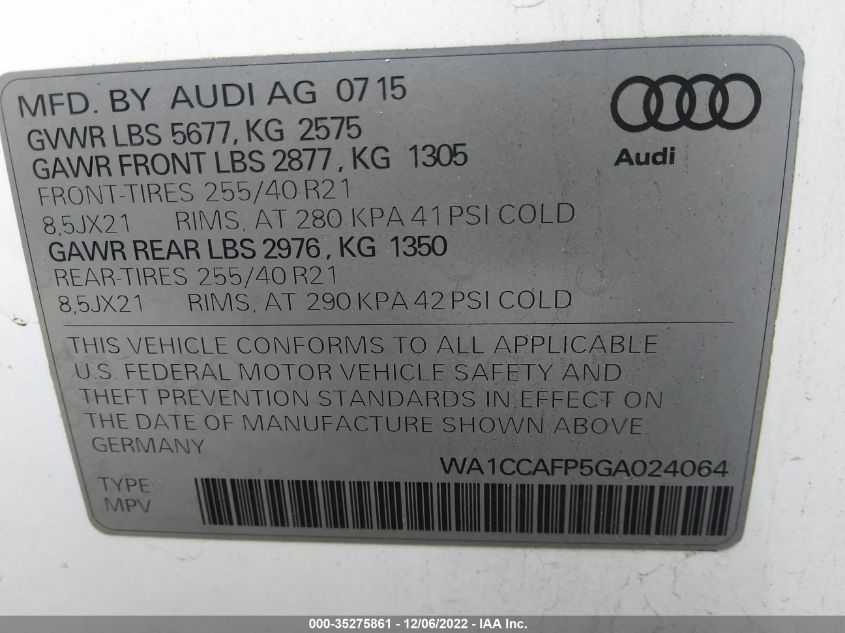 MFD. BY AUDI AG 07 15
GVWR LBS 5677, KG 2575
GAWR FRONT LBS 2877, KG 1305
FRONT-TIRES 255/40 R21
8,5JX21 RIMS, AT 280 KPA 41 PSI COLD
GAWR REAR LBS 2976, KG 1350
REAR-TIRES 255/40 R21
8,5JX21 RIMS, AT 290 KPA 42 PSI COLD
Audi
THIS VEHICLE CONFORMS TO ALL APPLICABLE
U.S. FEDERAL MOTOR VEHICLE SAFETY AND
THEFT PREVENTION STANDARDS IN EFFECT ON
THE DATE OF MANUFACTURE SHOWN ABOVE.
GERMANY
WA1CCAFP5GA024064
TYPE:
MPV
000-35275861 - 12/06/2022 - IAA Inc.